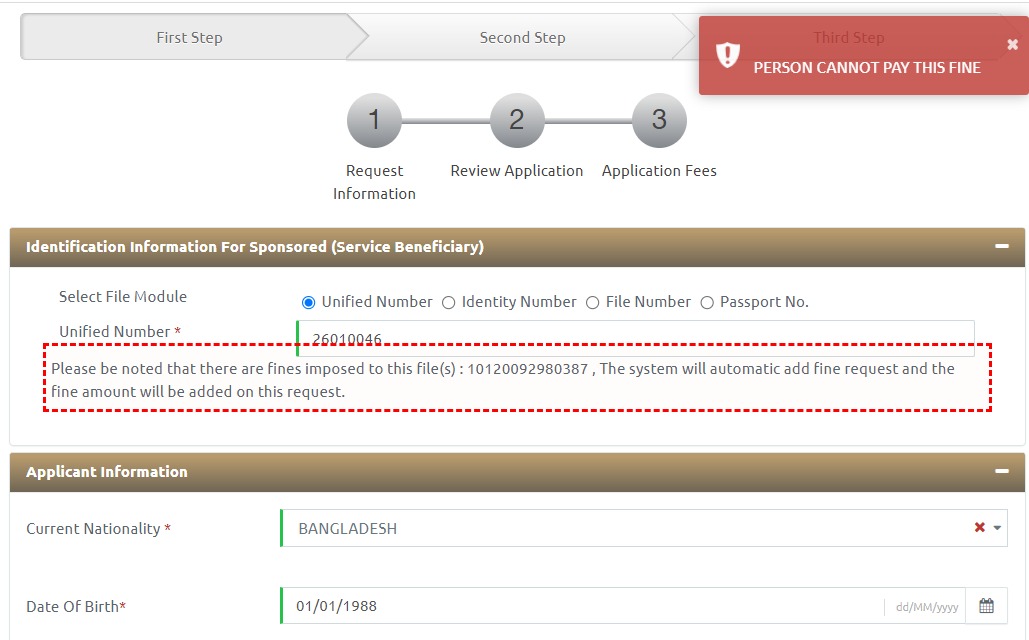 First Step
Second Step
Third Step
PERSON CANNOT PAY THIS FINE
1
2
3
Request Information
Review Application
Application Fees
Identification Information For Sponsored (Service Beneficiary)
Select File Module
Unified Number
Identity Number
File Number
Passport No.
Unified Number *
26010046
Please be noted that there are fines imposed to this file(s) : 10120092980387 , The system will automatic add fine request and the
fine amount will be added on this request.
Applicant Information
Current Nationality *
BANGLADESH
Date Of Birth*
01/01/1988
dd/MM/yyyy